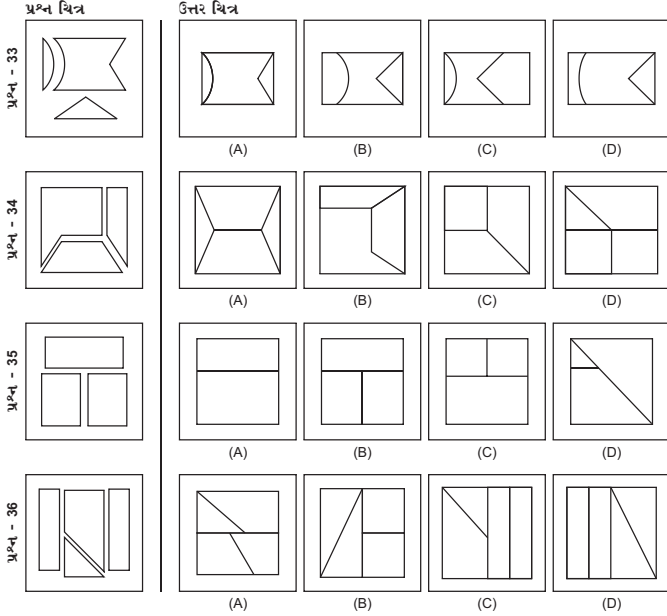 પ્રશ્ન ચિત્ર
ઉત્તર ચિત્ર
પ્રશ્ન - 33
(A) (B) (C) (D)
પ્રશ્ન - 34
(A) (B) (C) (D)
પ્રશ્ન - 35
(A) (B) (C) (D)
પ્રશ્ન - 36
(A) (B) (C) (D)